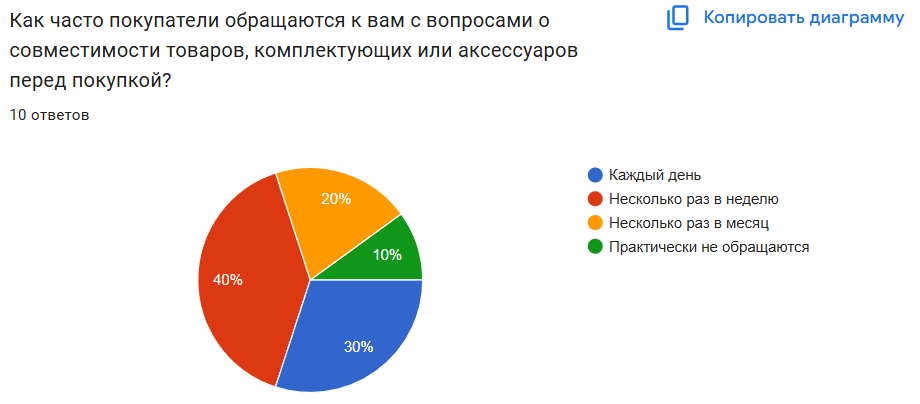 Как часто покупатели обращаются к вам с вопросами о
совместимости товаров, комплектующих или аксессуаров
перед покупкой?
Копировать диаграмму
10 ответов
20%
10%
40%
30%
Каждый день
Несколько раз в неделю
Несколько раз в месяц
Практически не обращаются